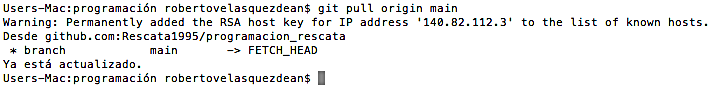 Users-Mac:programación robertovelasquezdean$ git pull origin main
Warning: Permanently added the RSA host key for IP address '140.82.112.3' to the list of known hosts.
Desde github.com:Rescata1995/programacion_rescata
 * branch            main       -> FETCH_HEAD
Ya está actualizado.
Users-Mac:programación robertovelasquezdean$